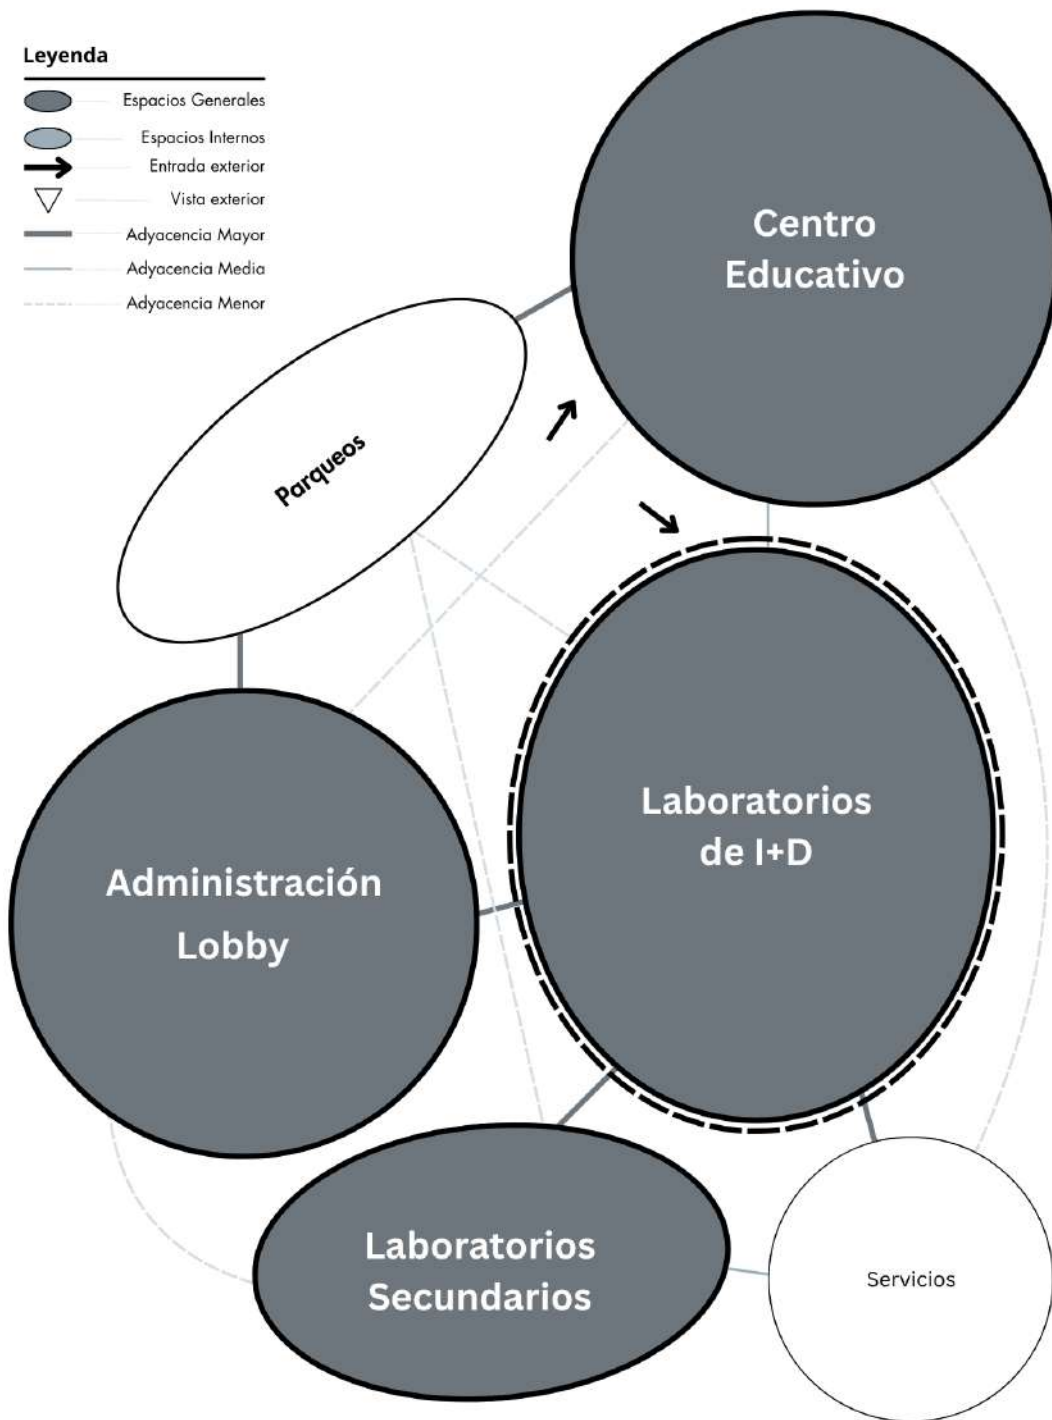 Leyenda
Espacios Generales
Espacios Internos
Entrada exterior
Vista exterior
Adyacencia Mayor
Adyacencia Media
Adyacencia Menor
Centro
Educativo
Parqueos
Laboratorios
de I+D
Administración
Lobby
Laboratorios
Secundarios
Servicios